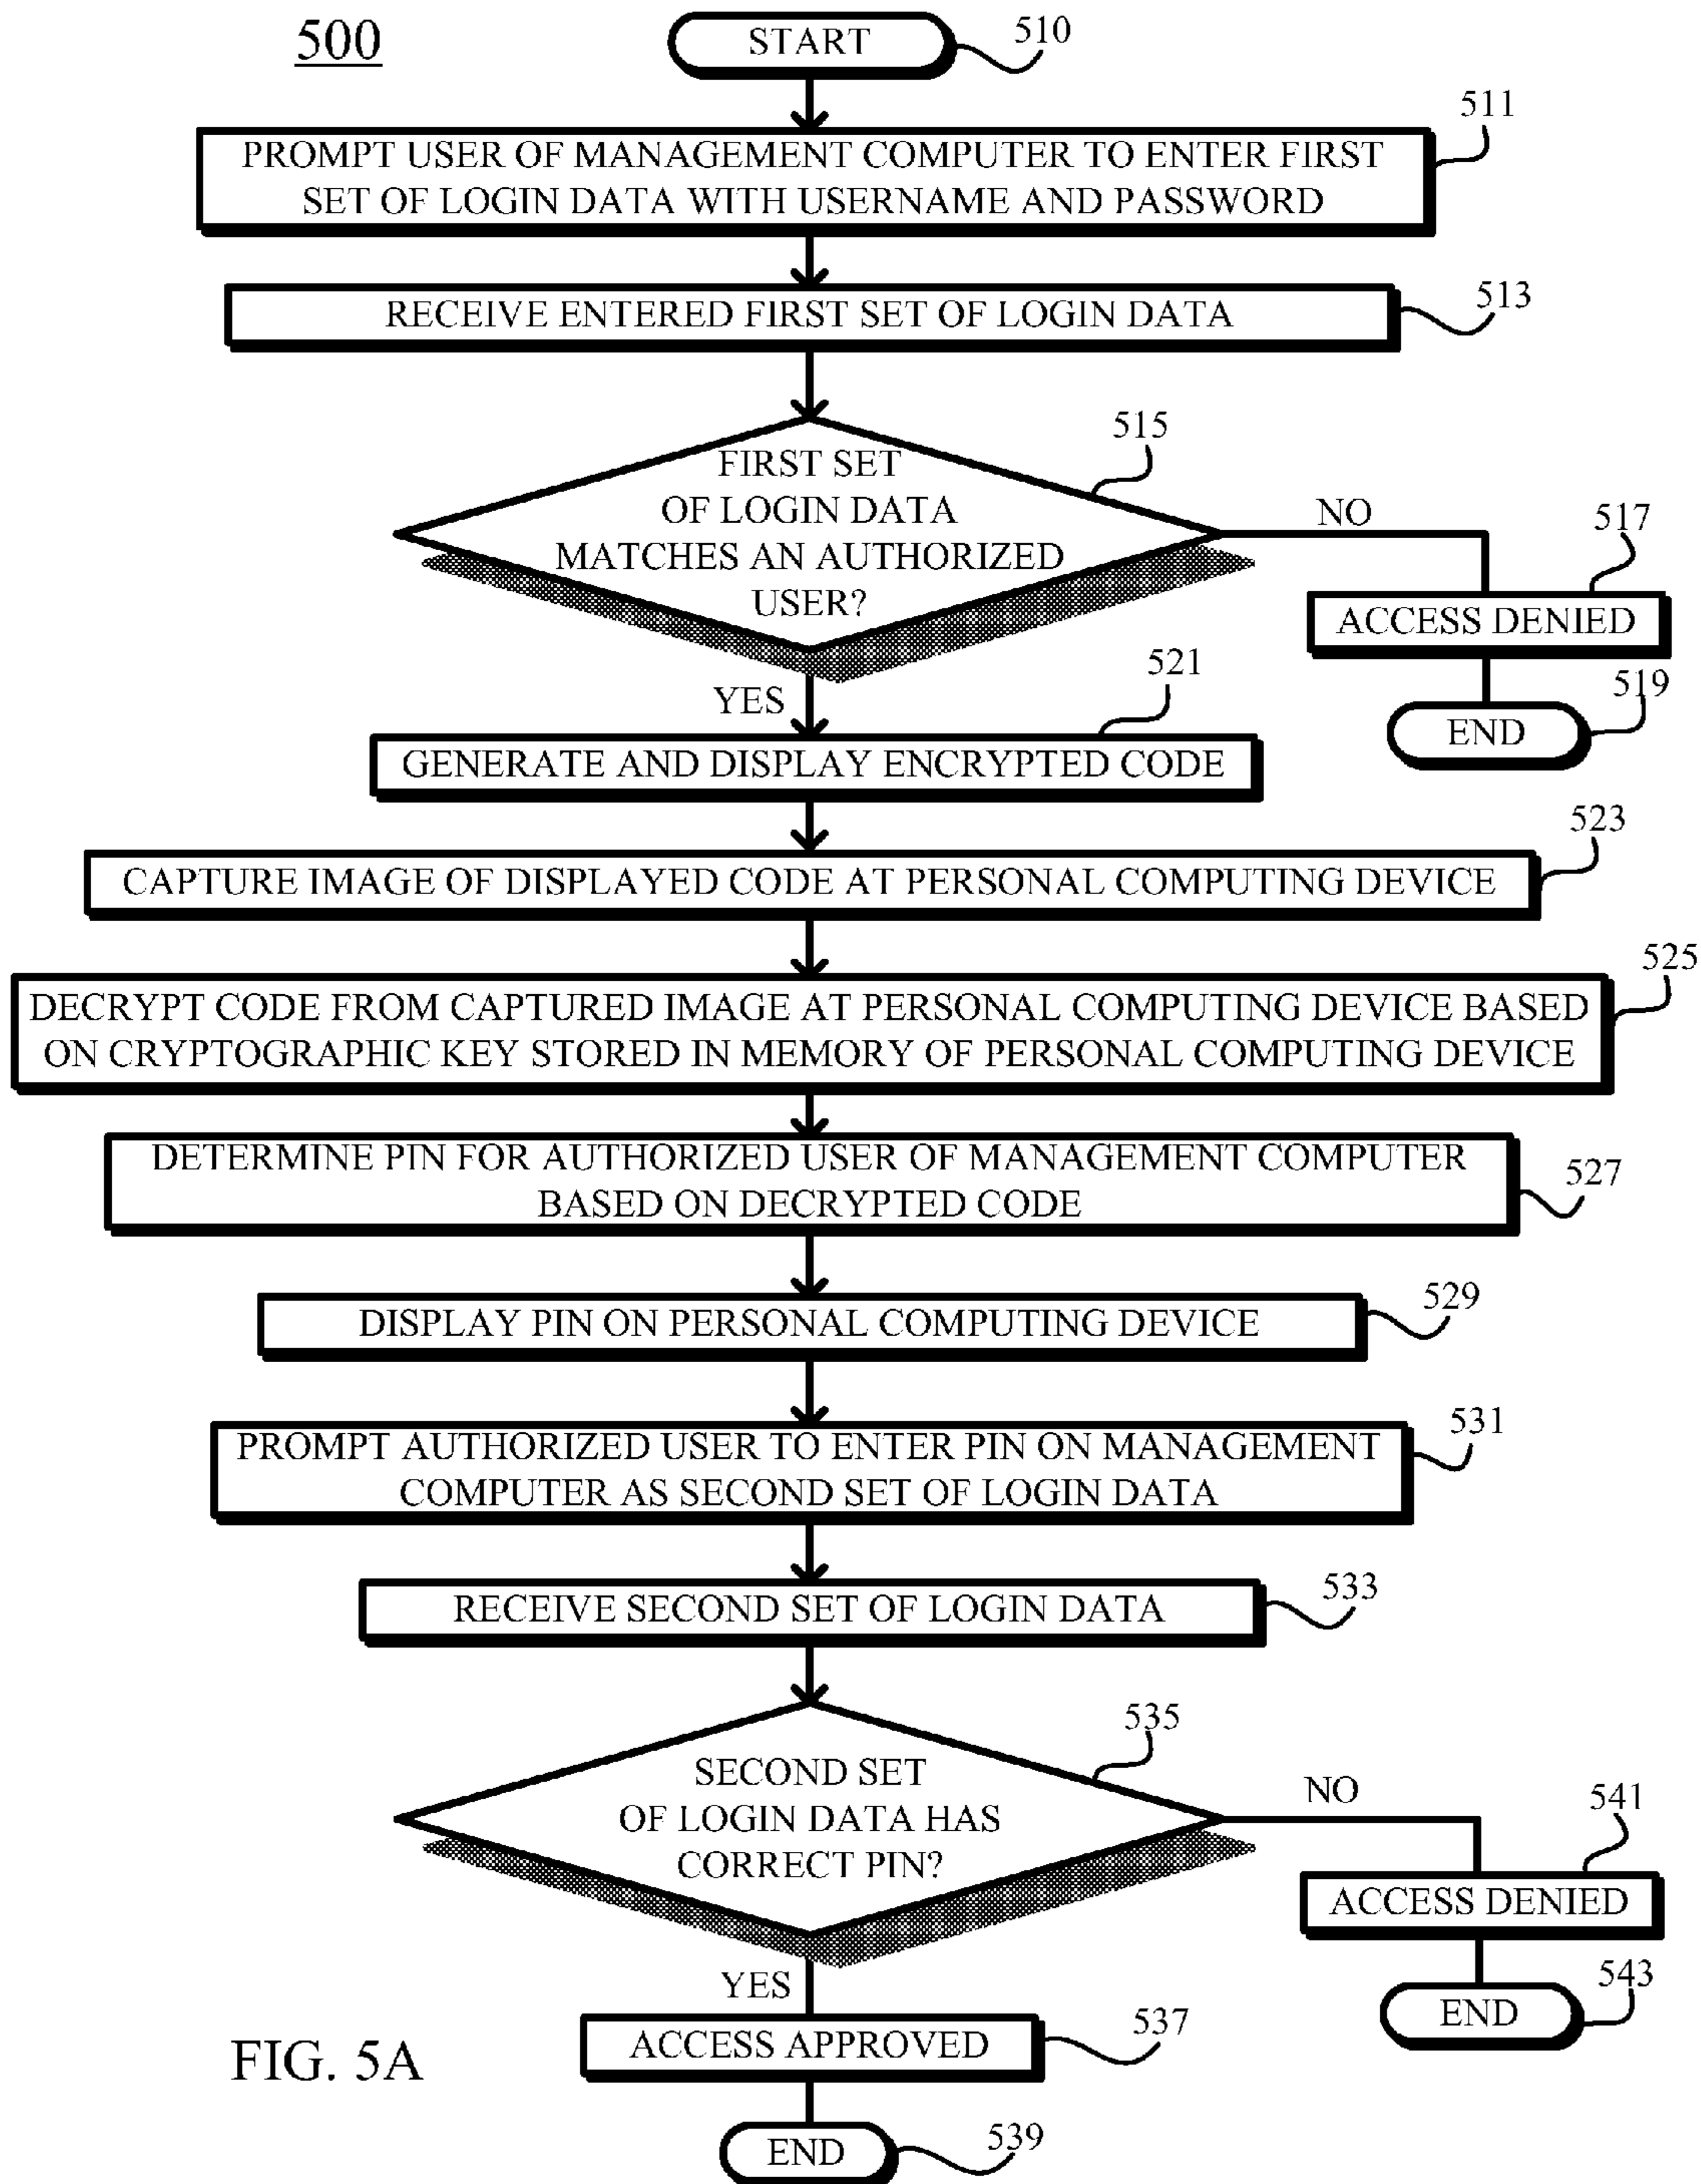 500
START
510
511
PROMPT USER OF MANAGEMENT COMPUTER TO ENTER FIRST
SET OF LOGIN DATA WITH USERNAME AND PASSWORD
RECEIVE ENTERED FIRST SET OF LOGIN DATA
513
515
FIRST SET
OF LOGIN DATA
MATCHES AN AUTHORIZED
USER?
NO
517
ACCESS DENIED
519
END
YES
521
GENERATE AND DISPLAY ENCRYPTED CODE
523
CAPTURE IMAGE OF DISPLAYED CODE AT PERSONAL COMPUTING DEVICE
525
DECRYPT CODE FROM CAPTURED IMAGE AT PERSONAL COMPUTING DEVICE BASED
ON CRYPTOGRAPHIC KEY STORED IN MEMORY OF PERSONAL COMPUTING DEVICE
DETERMINE PIN FOR AUTHORIZED USER OF MANAGEMENT COMPUTER
BASED ON DECRYPTED CODE
527
DISPLAY PIN ON PERSONAL COMPUTING DEVICE
529
PROMPT AUTHORIZED USER TO ENTER PIN ON MANAGEMENT
COMPUTER AS SECOND SET OF LOGIN DATA
531
RECEIVE SECOND SET OF LOGIN DATA
533
535
SECOND SET
OF LOGIN DATA HAS
CORRECT PIN?
NO
541
ACCESS DENIED
543
END
YES
ACCESS APPROVED
537
END
539
FIG. 5A